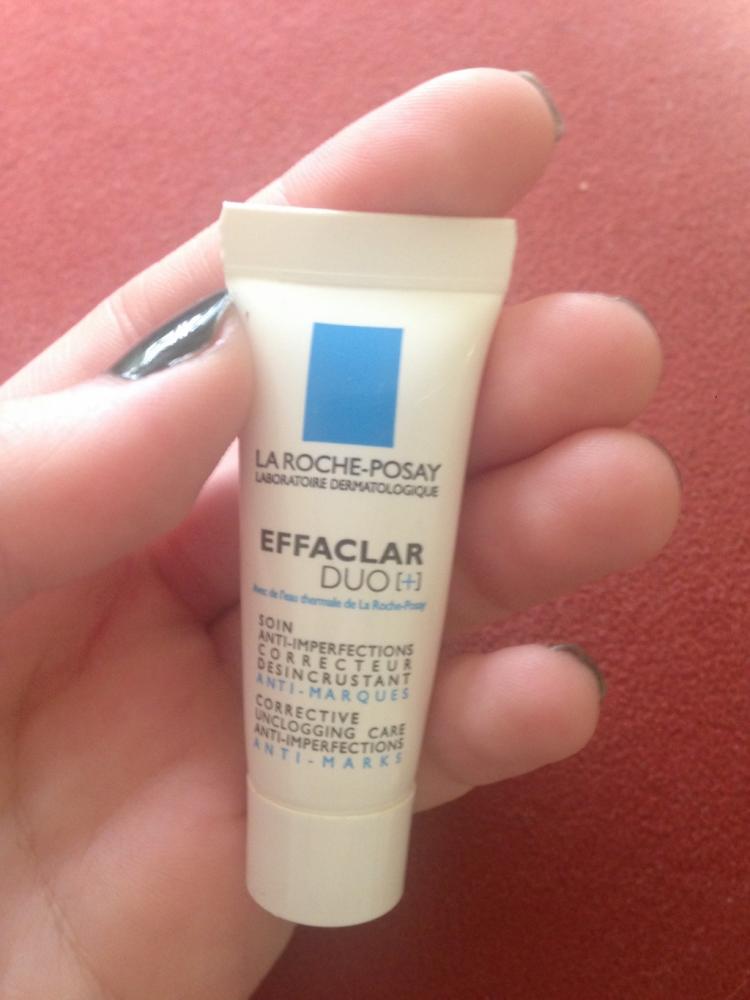 LA ROCHE-POSAY
LABORATOIRE DERMATOLOGIQUE
EFFACLAR
DUO [+]
Avec de l'eau thermale de La Roche-Posay
SOIN
ANTI-IMPERFECTIONS
CORRECTEUR
DESINCRUSTANT
ANTI-MARQUES
CORRECTIVE
UNCLOGGING CARE
ANTI-IMPERFECTIONS
ANTI-MARKS